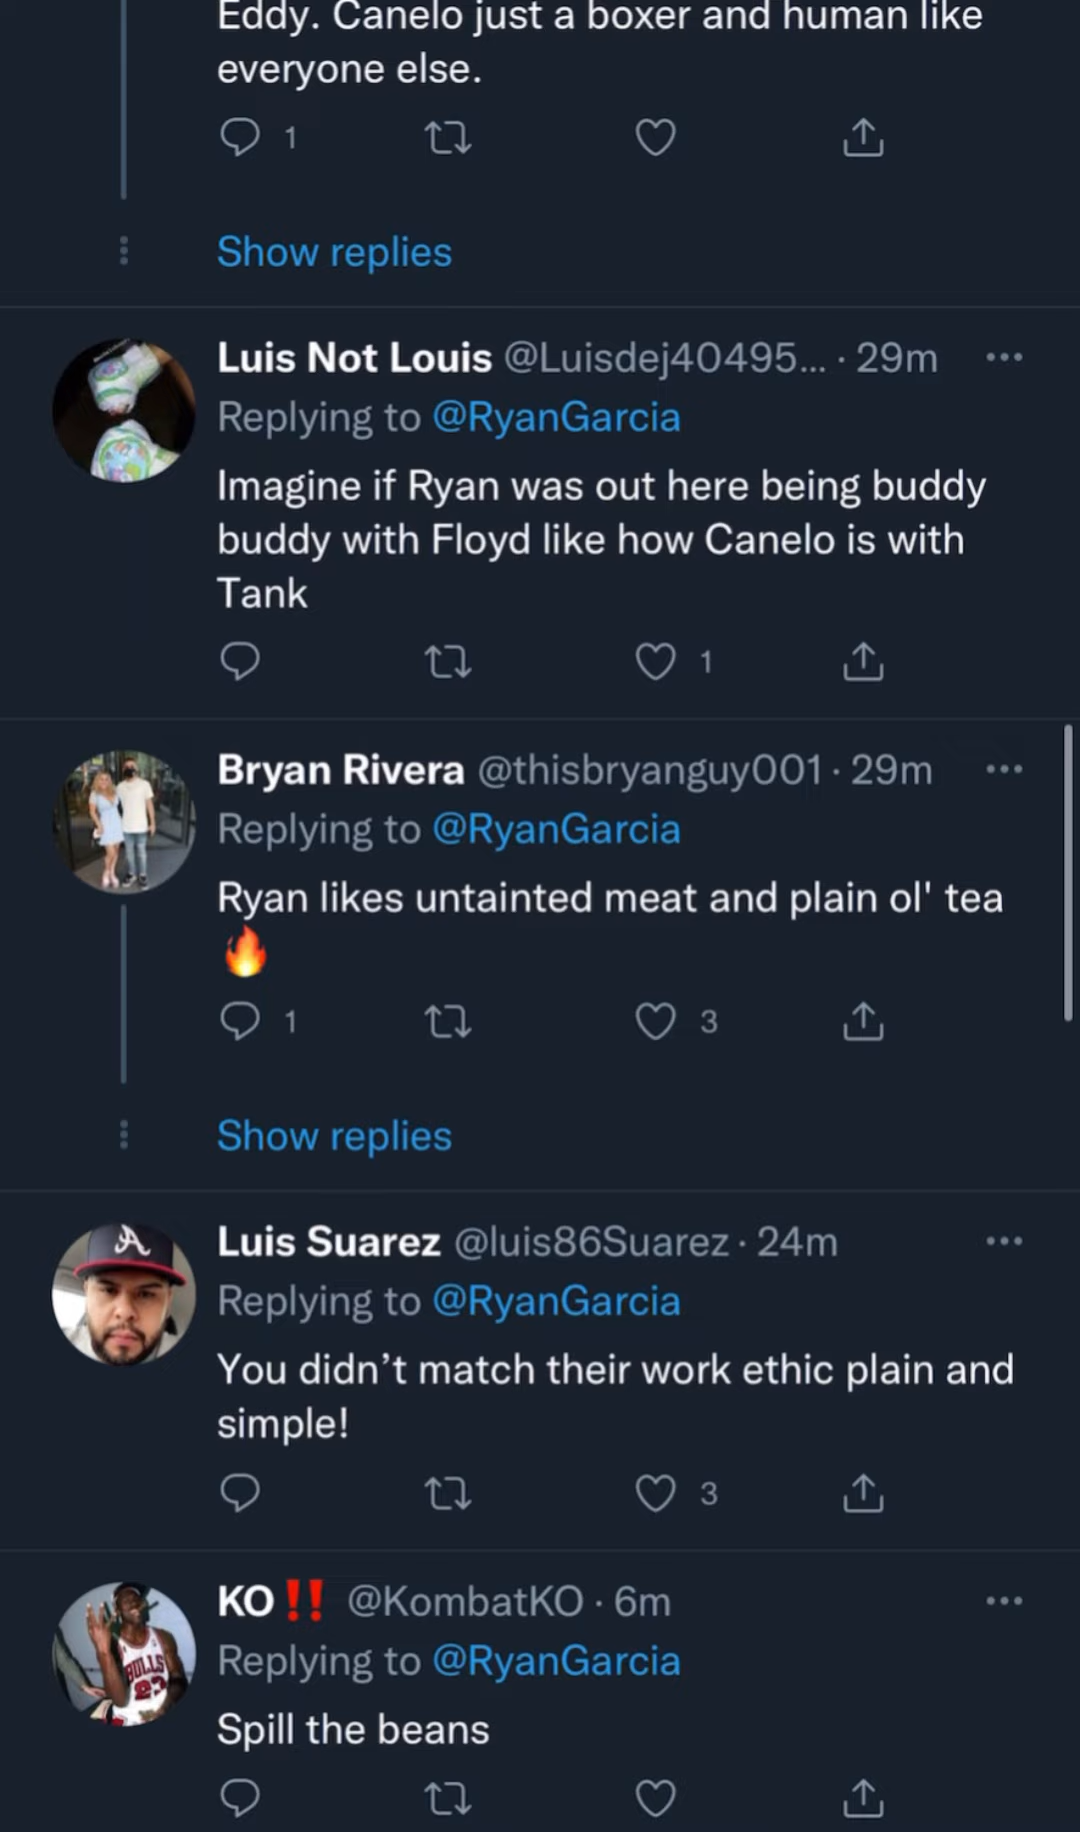 Eddy. Canelo just a boxer and human like
everyone else.
1
Show replies
Luis Not Louis @Luisdej40495... · 29m
Replying to @RyanGarcia
Imagine if Ryan was out here being buddy
buddy with Floyd like how Canelo is with
Tank
1
Bryan Rivera @thisbryanguy001 · 29m
Replying to @RyanGarcia
Ryan likes untainted meat and plain ol' tea
🔥
1 3
Show replies
Luis Suarez @luis86Suarez · 24m
Replying to @RyanGarcia
You didn’t match their work ethic plain and
simple!
3
KO‼️ @KombatKO · 6m
Replying to @RyanGarcia
BULLS
23
Spill the beans